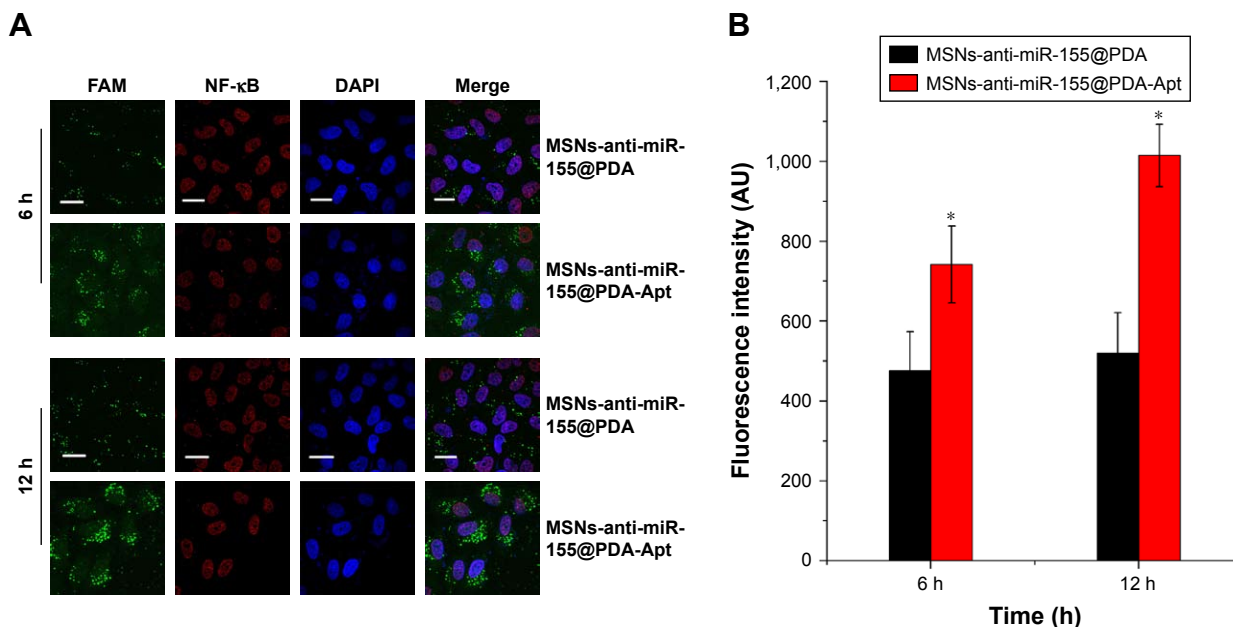 A
FAM NF-κB DAPI Merge
6 h
MSNs-anti-miR-
155@PDA
MSNs-anti-miR-
155@PDA-Apt
12 h
MSNs-anti-miR-
155@PDA
MSNs-anti-miR-
155@PDA-Apt
B
MSNs-anti-miR-155@PDA
MSNs-anti-miR-155@PDA-Apt
Fluorescence intensity (AU)
1,200
1,000
800
600
400
200
0
*
*
6 h 12 h
Time (h)